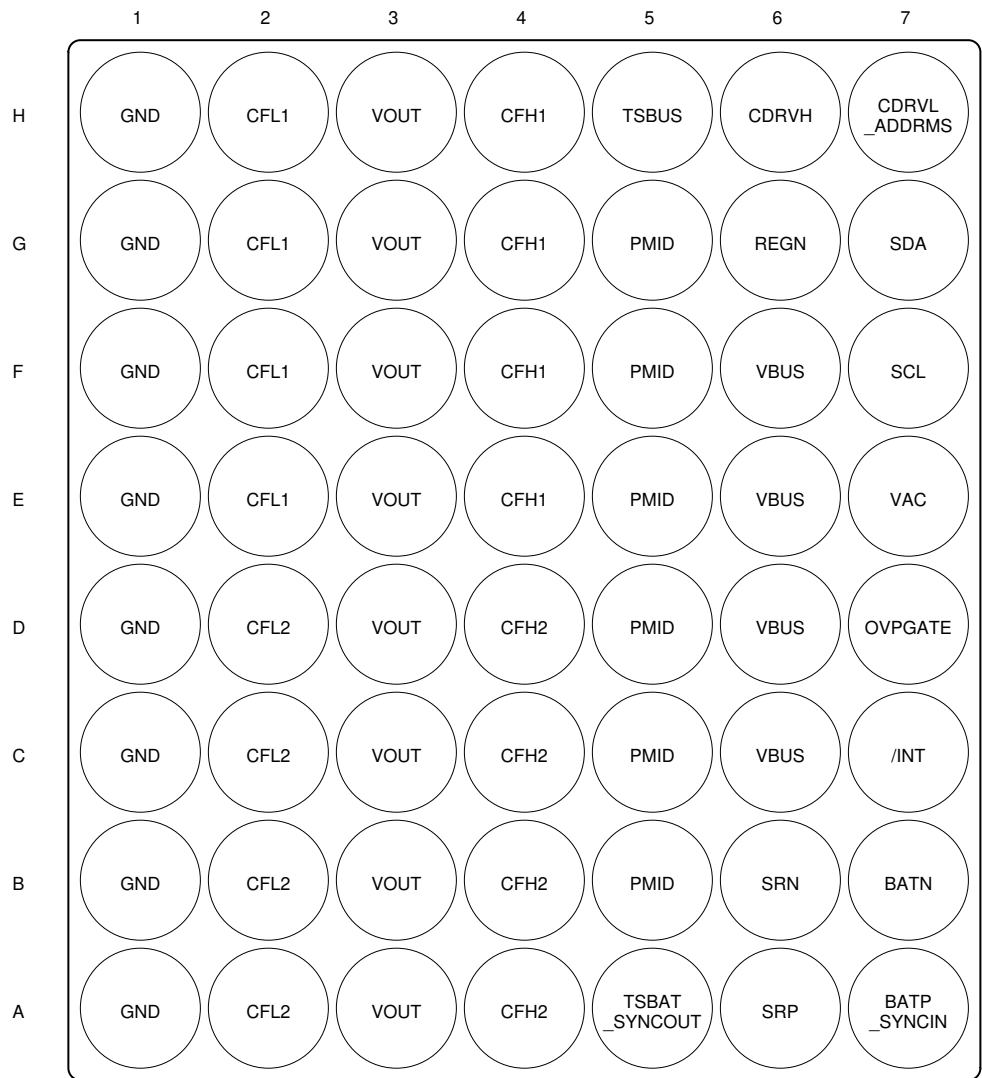 1 2 3 4 5 6 7
H GND CFL1 VOUT CFH1 TSBUS CDRVH CDRVL
_ADDRMS
G GND CFL1 VOUT CFH1 PMID REGN SDA
F GND CFL1 VOUT CFH1 PMID VBUS SCL
E GND CFL1 VOUT CFH1 PMID VBUS VAC
D GND CFL2 VOUT CFH2 PMID VBUS OVPGATE
C GND CFL2 VOUT CFH2 PMID VBUS /INT
B GND CFL2 VOUT CFH2 PMID SRN BATN
A GND CFL2 VOUT CFH2 TSBAT
_SYNCOUT SRP BATP
_SYNCIN